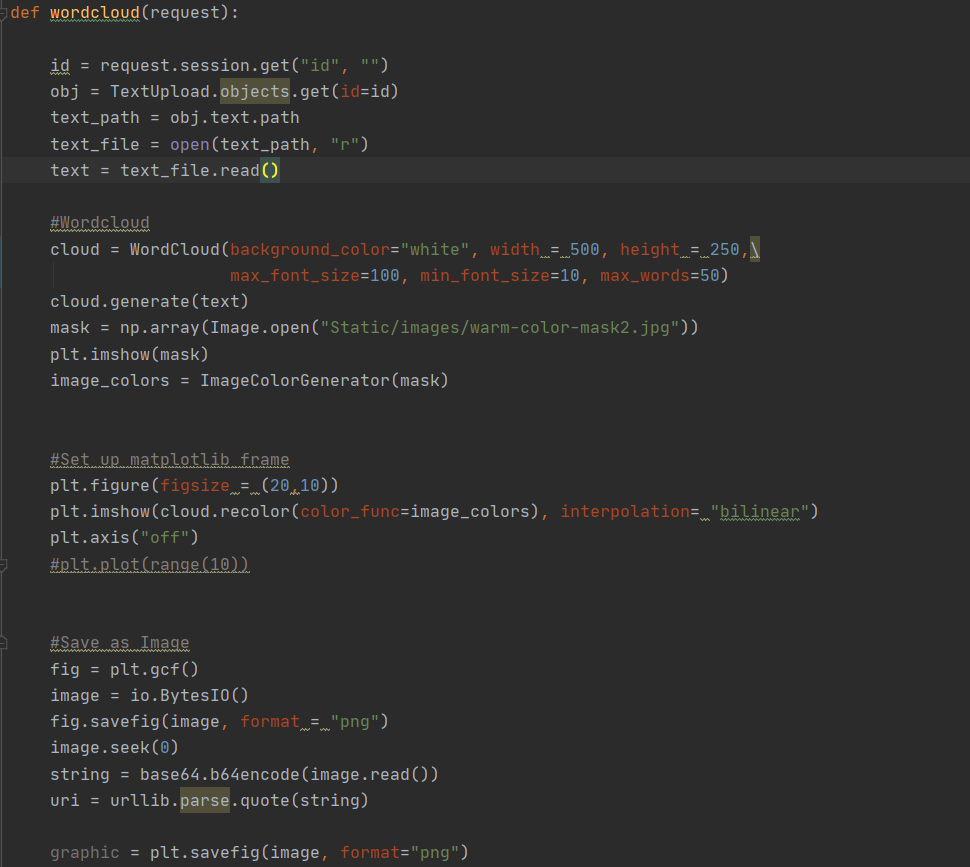 def wordcloud(request):
id = request.session.get("id", "")
obj = TextUpload.objects.get(id=id)
text_path = obj.text.path
text_file = open(text_path, "r")
text = text_file.read()
#Wordcloud
cloud = WordCloud(background_color="white", width = 500, height = 250,\
max_font_size=100, min_font_size=10, max_words=50)
cloud.generate(text)
mask = np.array(Image.open("Static/images/warm-color-mask2.jpg"))
plt.imshow(mask)
image_colors = ImageColorGenerator(mask)
#Set up matplotlib frame
plt.figure(figsize = (20,10))
plt.imshow(cloud.recolor(color_func=image_colors), interpolation= "bilinear")
plt.axis("off")
#plt.plot(range(10))
#Save as Image
fig = plt.gcf()
image = io.BytesIO()
fig.savefig(image, format = "png")
image.seek(0)
string = base64.b64encode(image.read())
uri = urllib.parse.quote(string)
graphic = plt.savefig(image, format="png")